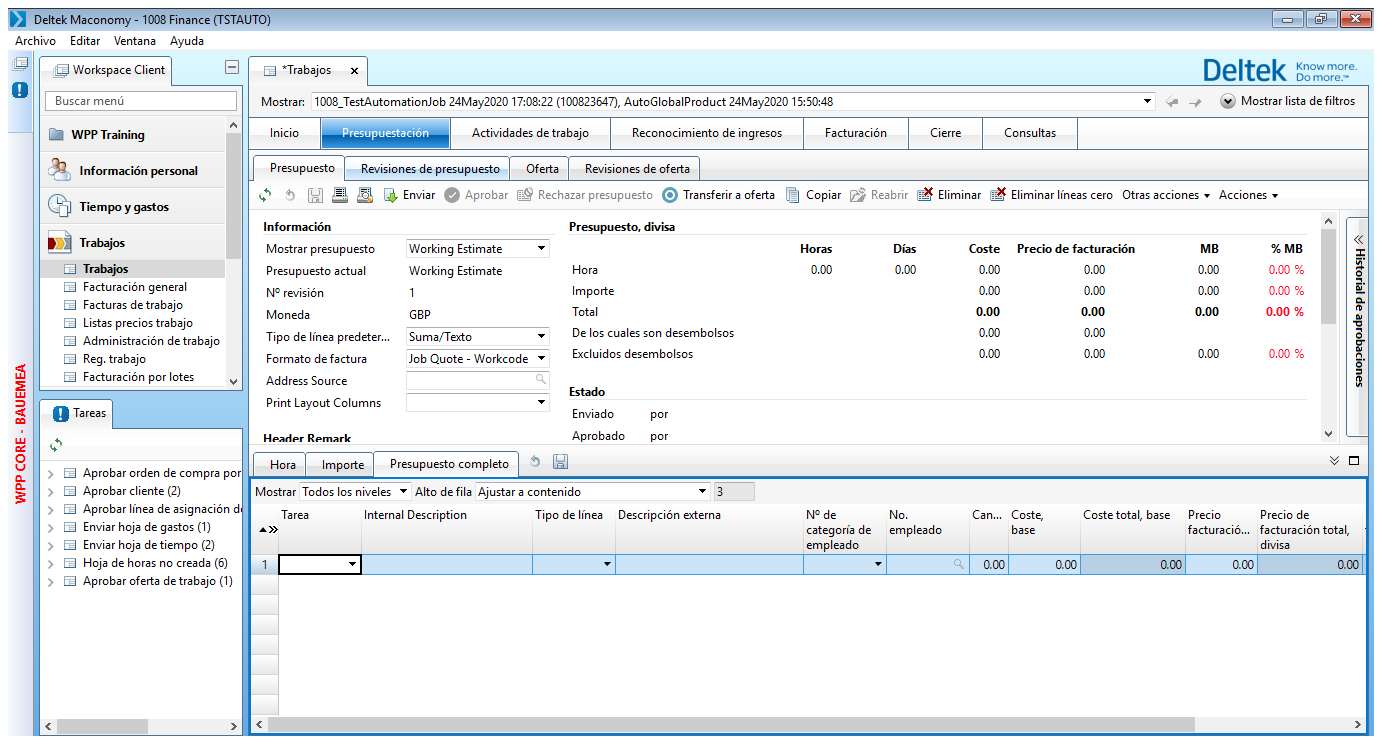 Deltek Maconomy - 1008 Finance (TSTAUTO)
Archivo Editar Ventana Ayuda
Workspace Client
Buscar menú
WPP Training
Información personal
Tiempo y gastos
Trabajos
Trabajos
Facturación general
Facturas de trabajo
Listas precios trabajo
Administración de trabajo
Reg. trabajo
Facturación por lotes
WPP CORE - BAUEMEA
Tareas
Aprobar orden de compra por
Aprobar cliente (2)
Aprobar línea de asignación d
Enviar hoja de gastos (1)
Enviar hoja de tiempo (2)
Hoja de horas no creada (6)
Aprobar oferta de trabajo (1)
*Trabajos
Deltek Know more. Do more.™
Mostrar: 1008_TestAutomationJob 24May2020 17:08:22 (100823647), AutoGlobalProduct 24May2020 15:50:48
Mostrar lista de filtros
Inicio Presupuestación Actividades de trabajo Reconocimiento de ingresos Facturación Cierre Consultas
Presupuesto Revisiones de presupuesto Oferta Revisiones de oferta
Enviar Aprobar Rechazar presupuesto Transferir a oferta Copiar Reabrir Eliminar Eliminar líneas cero Otras acciones Acciones
Información
Mostrar presupuesto Working Estimate
Presupuesto actual Working Estimate
Nº revisión 1
Moneda GBP
Tipo de línea predeter... Suma/Texto
Formato de factura Job Quote - Workcode
Address Source
Print Layout Columns
Header Remark
Presupuesto, divisa
Horas Días Coste Precio de facturación MB % MB
Hora 0.00 0.00 0.00 0.00 0.00 0.00 %
Importe 0.00 0.00 0.00 0.00 %
Total 0.00 0.00 0.00 0.00 %
De los cuales son desembolsos 0.00 0.00
Excluidos desembolsos 0.00 0.00 0.00 0.00 %
Estado
Enviado por
Aprobado por
Historial de aprobaciones
Hora Importe Presupuesto completo
Mostrar Todos los niveles Alto de fila Ajustar a contenido 3
Tarea Internal Description Tipo de línea Descripción externa Nº de categoría de empleado No. empleado Can... Coste, base Coste total, base Precio facturació... Precio de facturación total, divisa
1 0.00 0.00 0.00 0.00 0.00